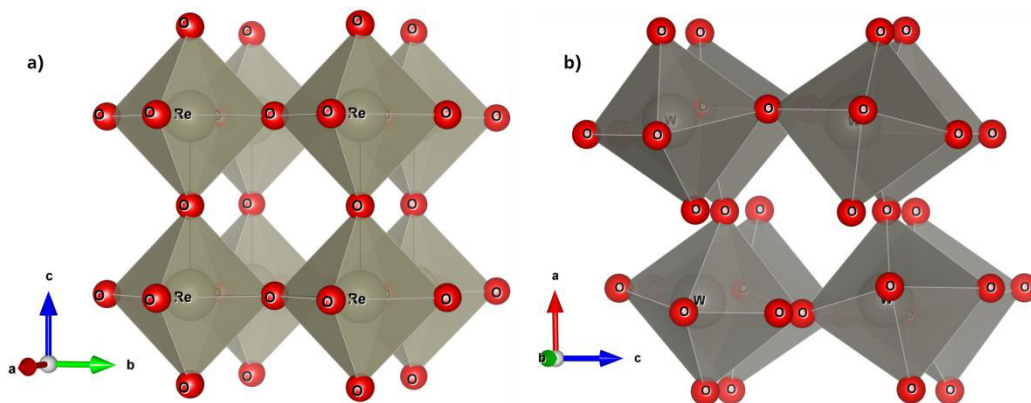 a)
O O O O
O O Re O O O Re O O
O O O O
O O Re O O Re O O
O O O O
c
a b
b)
O O O O
O O W O O O W O O
O O O O O O
O O W O O O O W O O O
O O O O
a
b c